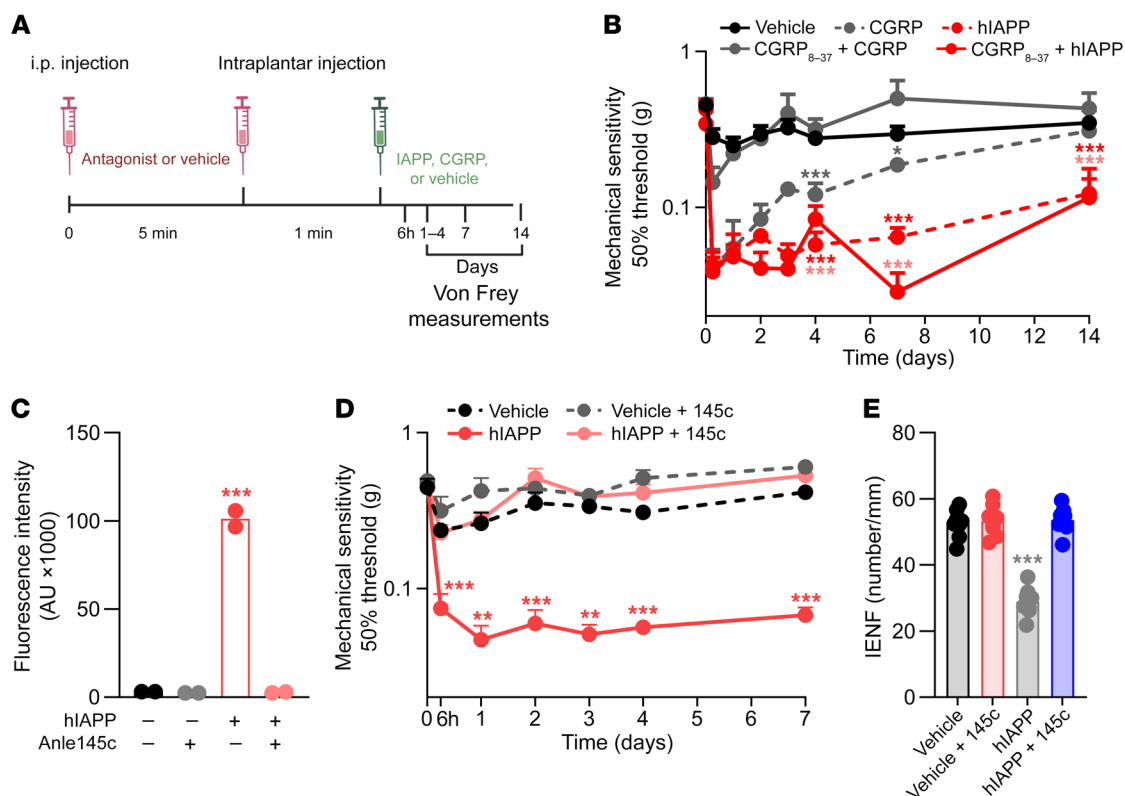 A
i.p. injection
Intraplantar injection
Antagonist or vehicle
IAPP, CGRP,
or vehicle
0
5 min
1 min
6h
1–4
7
14
Days
Von Frey
measurements
B
Vehicle
CGRP
hIAPP
CGRP8–37 + CGRP
CGRP8–37 + hIAPP
Mechanical sensitivity
50% threshold (g)
1
0.1
***
*
***
***
***
***
***
***
0 2 4 6 8 10 12 14
Time (days)
C
Fluorescence intensity
(AU ×1000)
150
100
50
0
***
hIAPP – – + +
Anle145c – + – +
D
Vehicle
Vehicle + 145c
hIAPP
hIAPP + 145c
Mechanical sensitivity
50% threshold (g)
1
0.1
***
**
***
**
***
***
0 6h 1 2 3 4 5 6 7
Time (days)
E
IENF (number/mm)
80
60
40
20
0
***
Vehicle
Vehicle + 145c
hIAPP
hIAPP + 145c